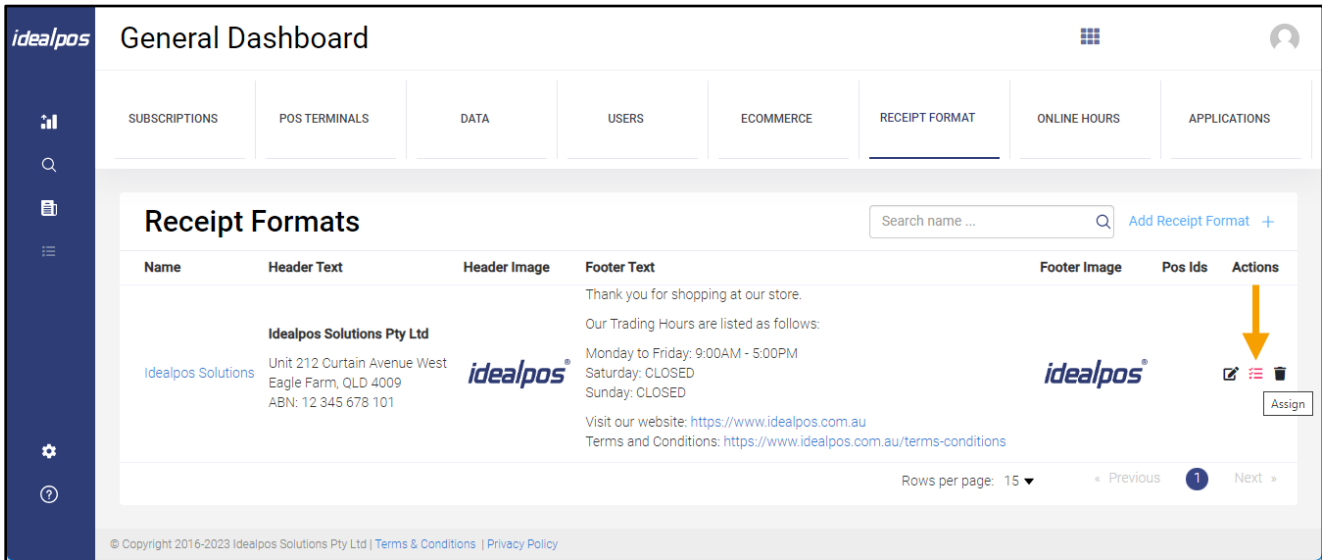 idealpos
General Dashboard
SUBSCRIPTIONS
POS TERMINALS
DATA
USERS
ECOMMERCE
RECEIPT FORMAT
ONLINE HOURS
APPLICATIONS
Receipt Formats
Search name ...
Add Receipt Format +
Name
Header Text
Header Image
Footer Text
Footer Image
Pos Ids
Actions
Idealpos Solutions
Idealpos Solutions Pty Ltd
Unit 212 Curtain Avenue West
Eagle Farm, QLD 4009
ABN: 12 345 678 101
idealpos®
Thank you for shopping at our store.
Our Trading Hours are listed as follows:
Monday to Friday: 9:00AM - 5:00PM
Saturday: CLOSED
Sunday: CLOSED
Visit our website: https://www.idealpos.com.au
Terms and Conditions: https://www.idealpos.com.au/terms-conditions
idealpos®
Assign
Rows per page: 15
« Previous
1
Next »
© Copyright 2016-2023 Idealpos Solutions Pty Ltd | Terms & Conditions | Privacy Policy